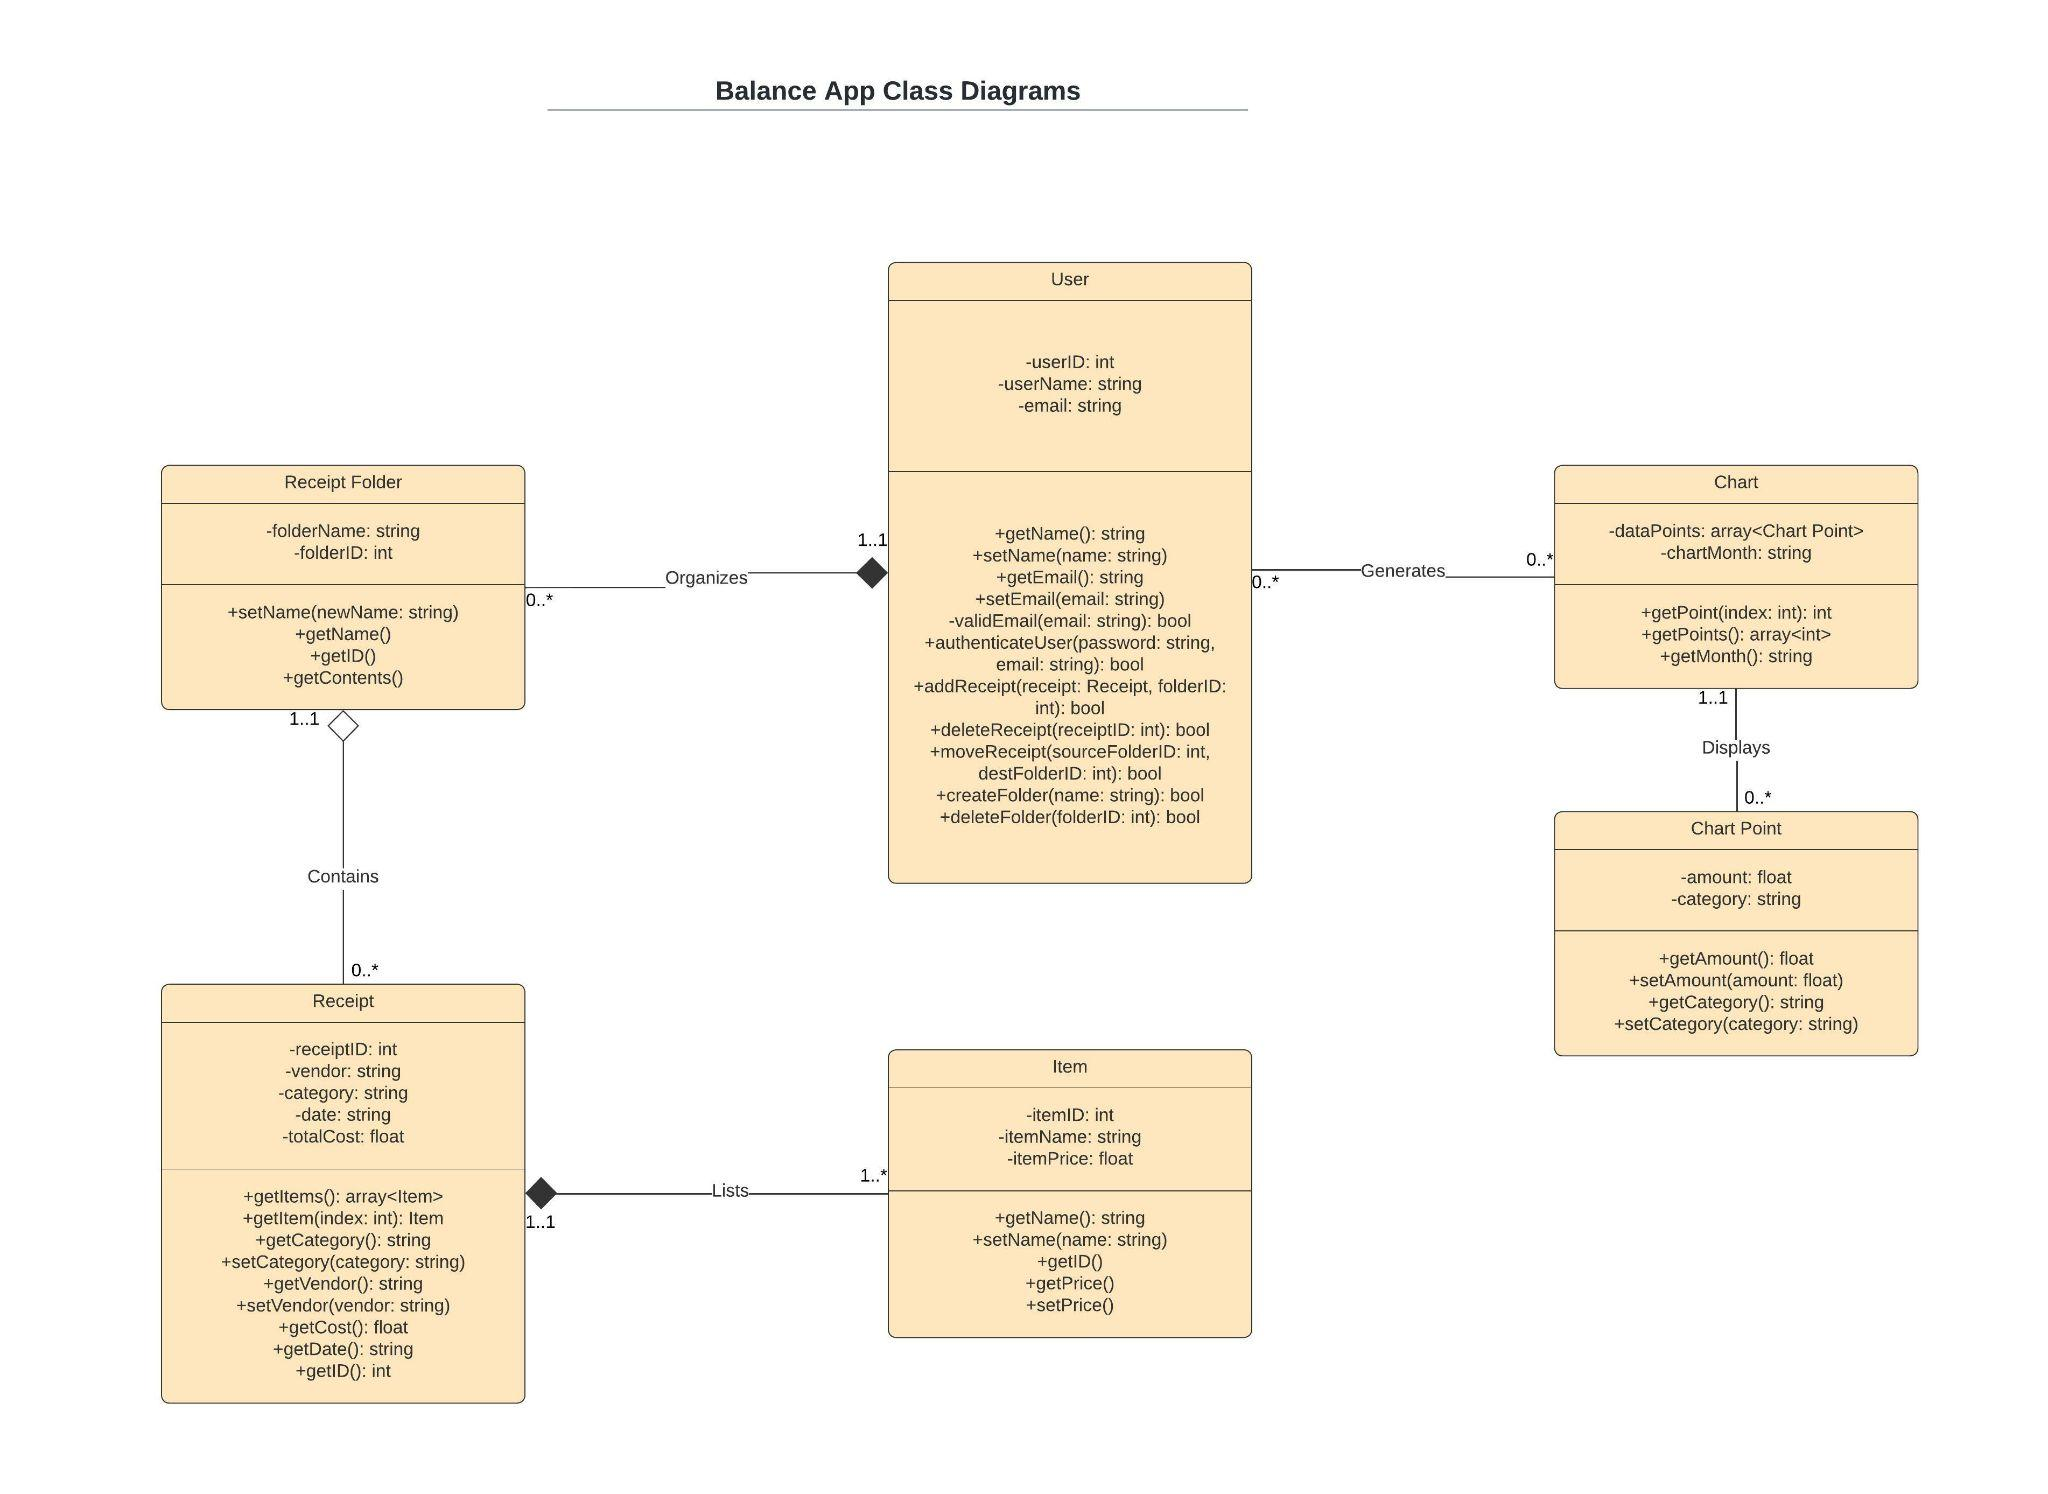 Balance App Class Diagrams
User
-userID: int
-userName: string
-email: string
+getName(): string
+setName(name: string)
+getEmail(): string
+setEmail(email: string)
-validEmail(email: string): bool
+authenticateUser(password: string,
email: string): bool
+addReceipt(receipt: Receipt, folderID:
int): bool
+deleteReceipt(receiptID: int): bool
+moveReceipt(sourceFolderID: int,
destFolderID: int): bool
+createFolder(name: string): bool
+deleteFolder(folderID: int): bool
Receipt Folder
-folderName: string
-folderID: int
+setName(newName: string)
+getName()
+getID()
+getContents()
0..*
Organizes
1..1
0..*
Generates
0..*
Chart
-dataPoints: array<Chart Point>
-chartMonth: string
+getPoint(index: int): int
+getPoints(): array<int>
+getMonth(): string
1..1
Displays
0..*
Chart Point
-amount: float
-category: string
+getAmount(): float
+setAmount(amount: float)
+getCategory(): string
+setCategory(category: string)
1..1
Contains
0..*
Receipt
-receiptID: int
-vendor: string
-category: string
-date: string
-totalCost: float
+getItems(): array<Item>
+getItem(index: int): Item
+getCategory(): string
+setCategory(category: string)
+getVendor(): string
+setVendor(vendor: string)
+getCost(): float
+getDate(): string
+getID(): int
1..1
Lists
1..*
Item
-itemID: int
-itemName: string
-itemPrice: float
+getName(): string
+setName(name: string)
+getID()
+getPrice()
+setPrice()